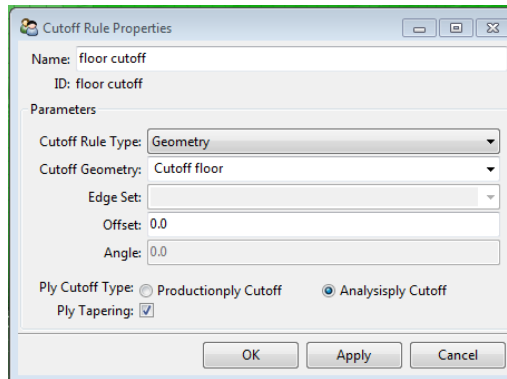 Cutoff Rule Properties
Name: floor cutoff
ID: floor cutoff
Parameters
Cutoff Rule Type: Geometry
Cutoff Geometry: Cutoff floor
Edge Set:
Offset: 0.0
Angle: 0.0
Ply Cutoff Type: Productionply Cutoff Analysisply Cutoff
Ply Tapering:
OK Apply Cancel